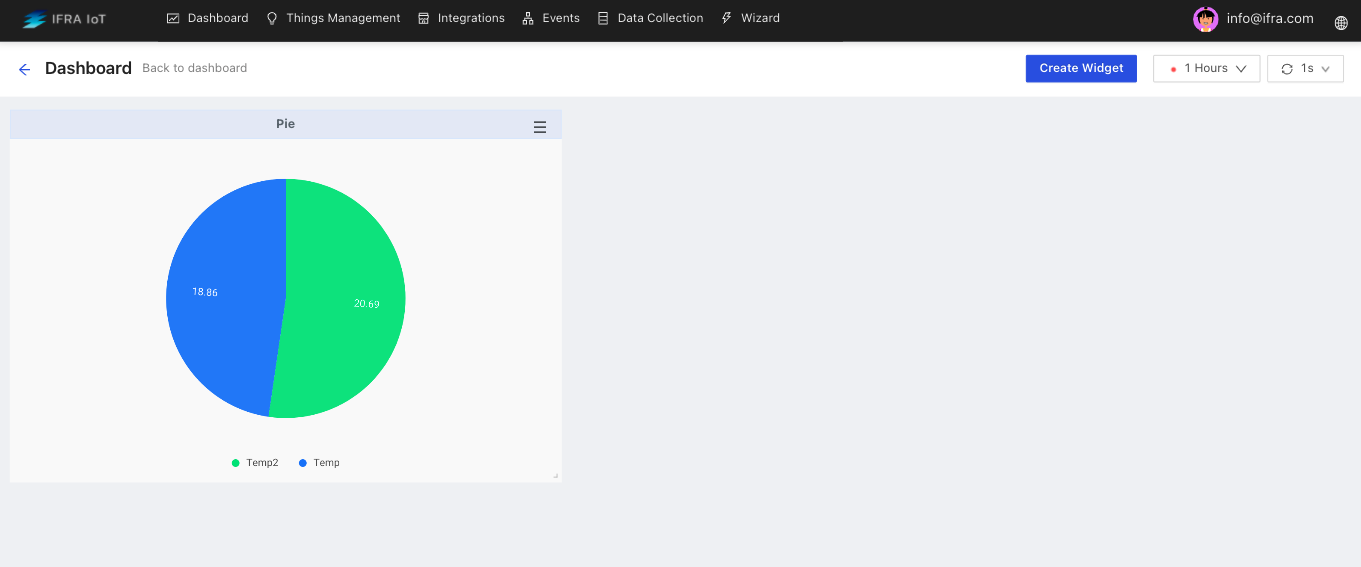 IFRA IoT Dashboard Things Management Integrations Events Data Collection Wizard info@ifra.com
Dashboard Back to dashboard Create Widget 1 Hours 1s
Pie
18.86
20.69
Temp2 Temp